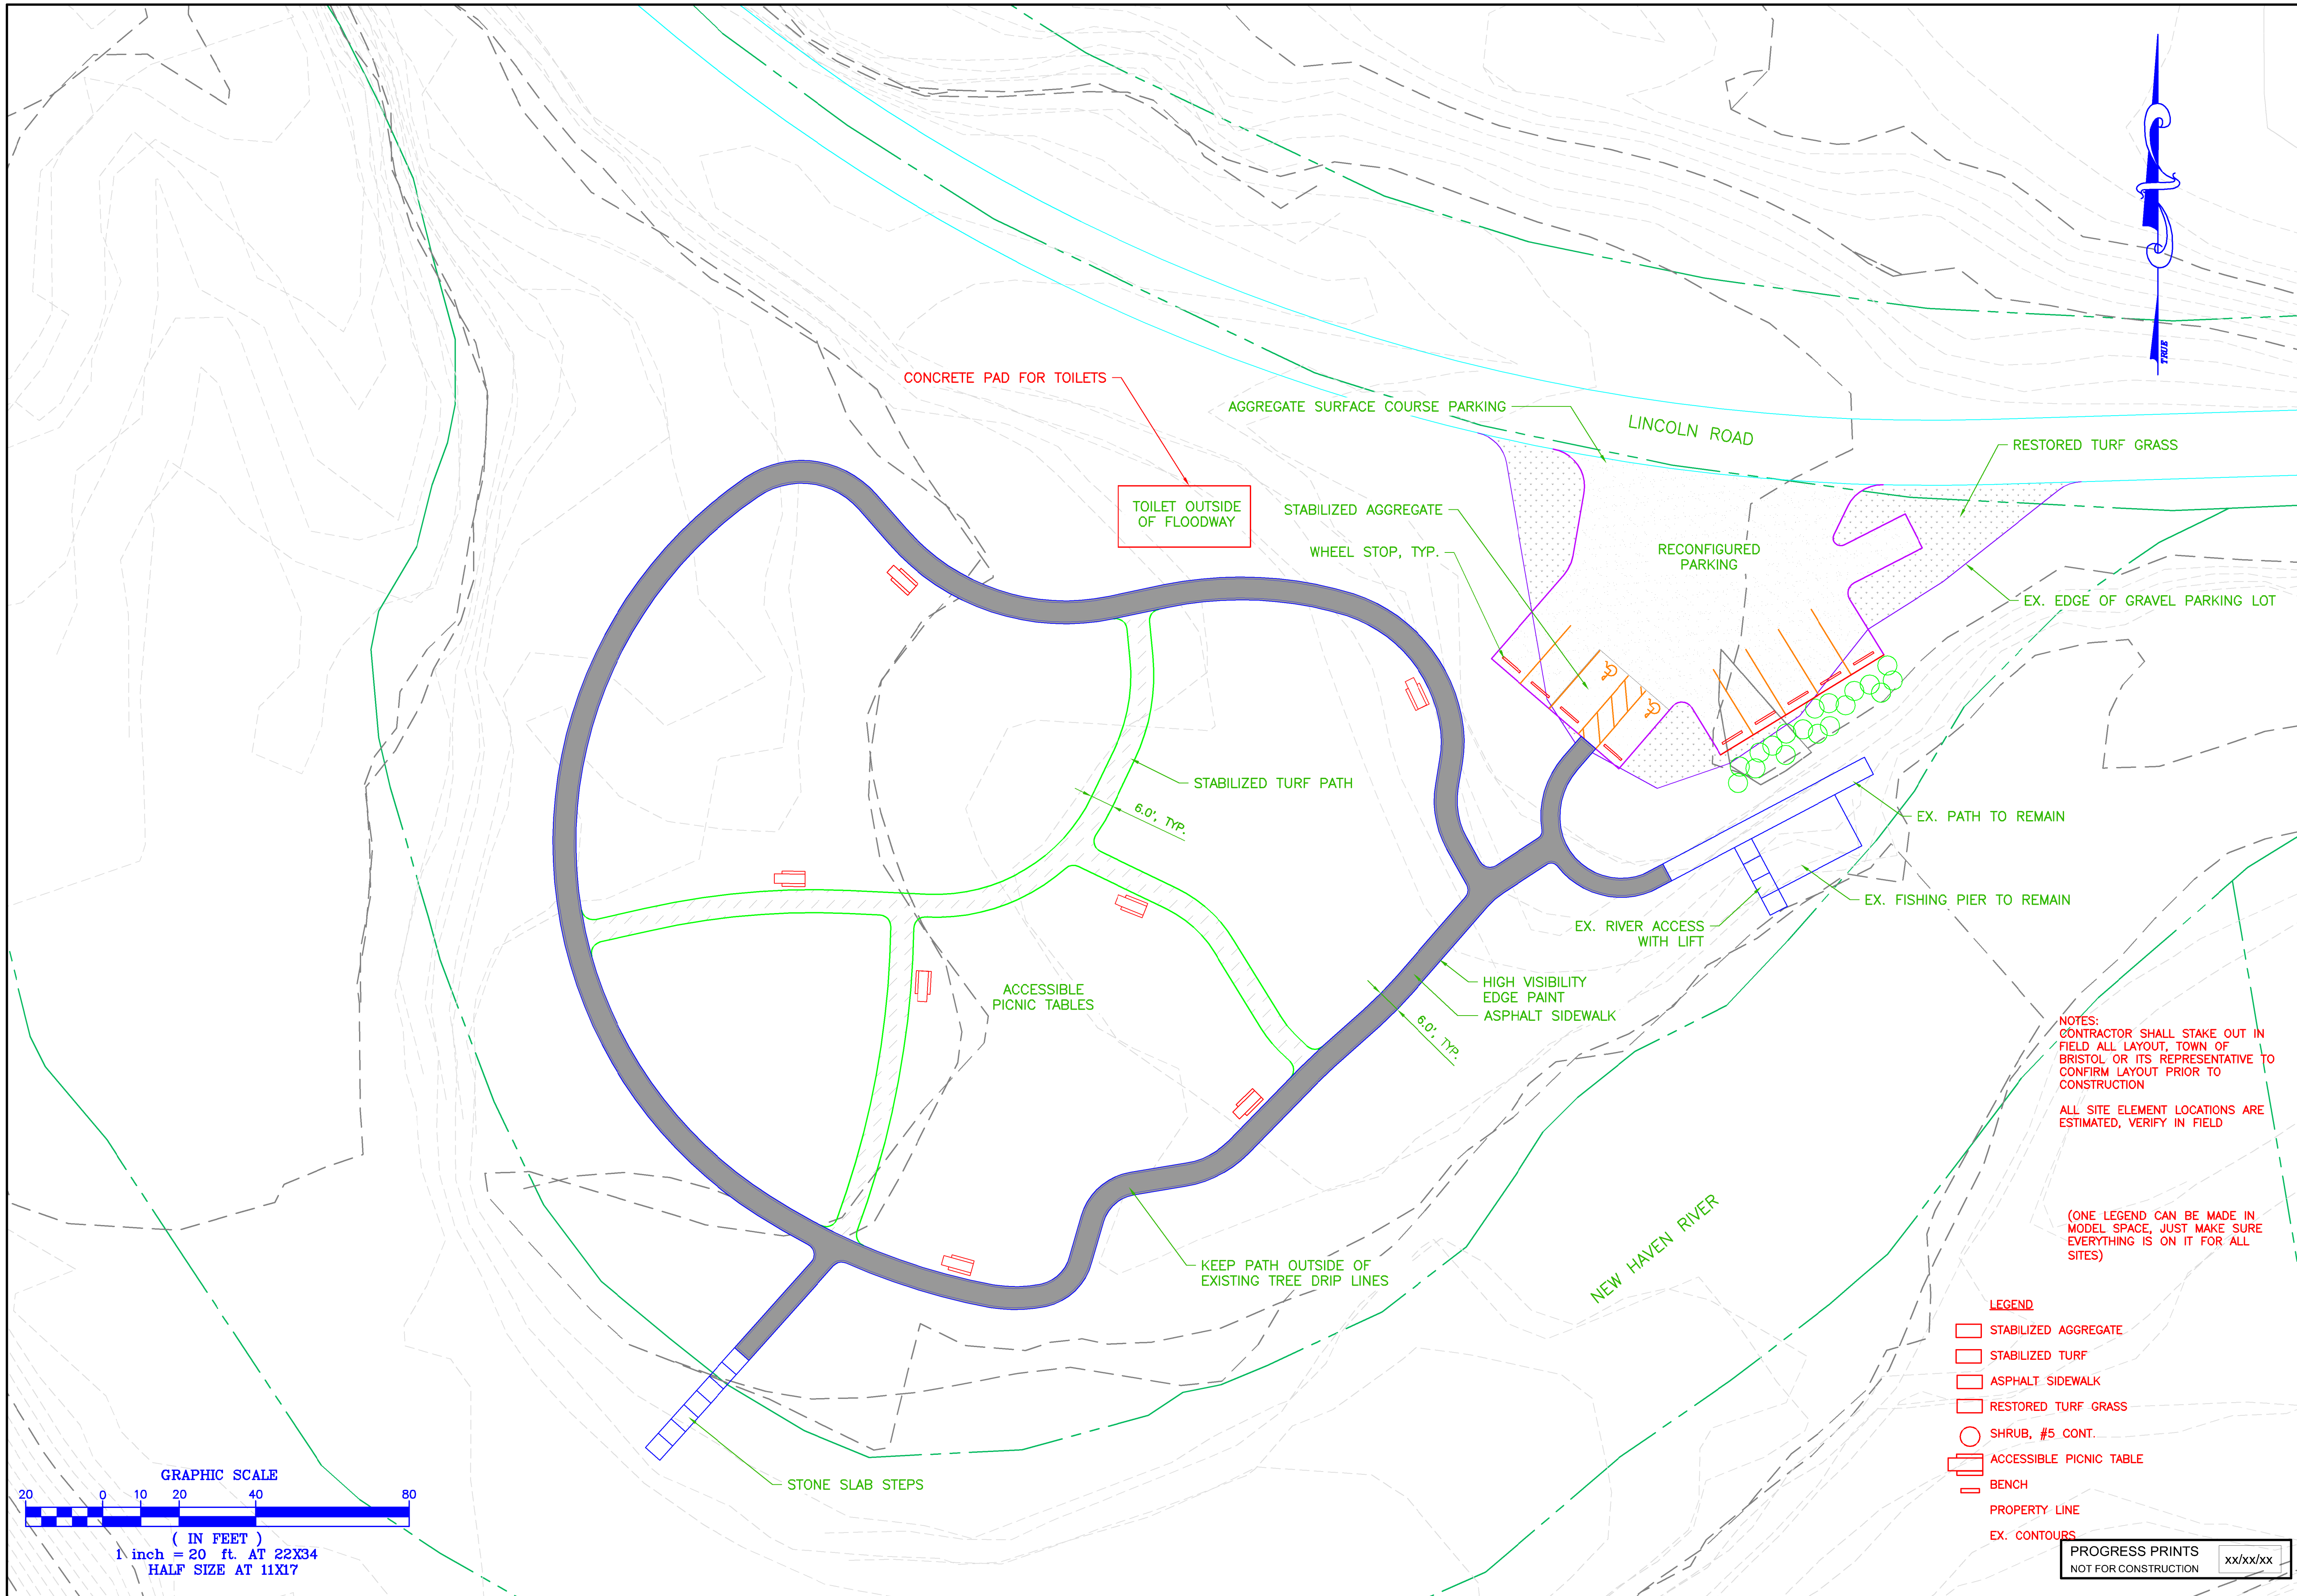 TRUE
CONCRETE PAD FOR TOILETS
AGGREGATE SURFACE COURSE PARKING
LINCOLN ROAD
RESTORED TURF GRASS
TOILET OUTSIDE
OF FLOODWAY
STABILIZED AGGREGATE
WHEEL STOP, TYP.
RECONFIGURED
PARKING
EX. EDGE OF GRAVEL PARKING LOT
STABILIZED TURF PATH
6.0', TYP.
EX. PATH TO REMAIN
EX. FISHING PIER TO REMAIN
EX. RIVER ACCESS
WITH LIFT
ACCESSIBLE
PICNIC TABLES
HIGH VISIBILITY
EDGE PAINT
ASPHALT SIDEWALK
6.0', TYP.
NOTES:
CONTRACTOR SHALL STAKE OUT IN
FIELD ALL LAYOUT, TOWN OF
BRISTOL OR ITS REPRESENTATIVE TO
CONFIRM LAYOUT PRIOR TO
CONSTRUCTION
ALL SITE ELEMENT LOCATIONS ARE
ESTIMATED, VERIFY IN FIELD
(ONE LEGEND CAN BE MADE IN
MODEL SPACE, JUST MAKE SURE
EVERYTHING IS ON IT FOR ALL
SITES)
KEEP PATH OUTSIDE OF
EXISTING TREE DRIP LINES
NEW HAVEN RIVER
STONE SLAB STEPS
LEGEND
STABILIZED AGGREGATE
STABILIZED TURF
ASPHALT SIDEWALK
RESTORED TURF GRASS
SHRUB, #5 CONT.
ACCESSIBLE PICNIC TABLE
BENCH
PROPERTY LINE
EX. CONTOURS
GRAPHIC SCALE
20 0 10 20 40 80
( IN FEET )
1 inch = 20 ft. AT 22X34
HALF SIZE AT 11X17
PROGRESS PRINTS
NOT FOR CONSTRUCTION
xx/xx/xx